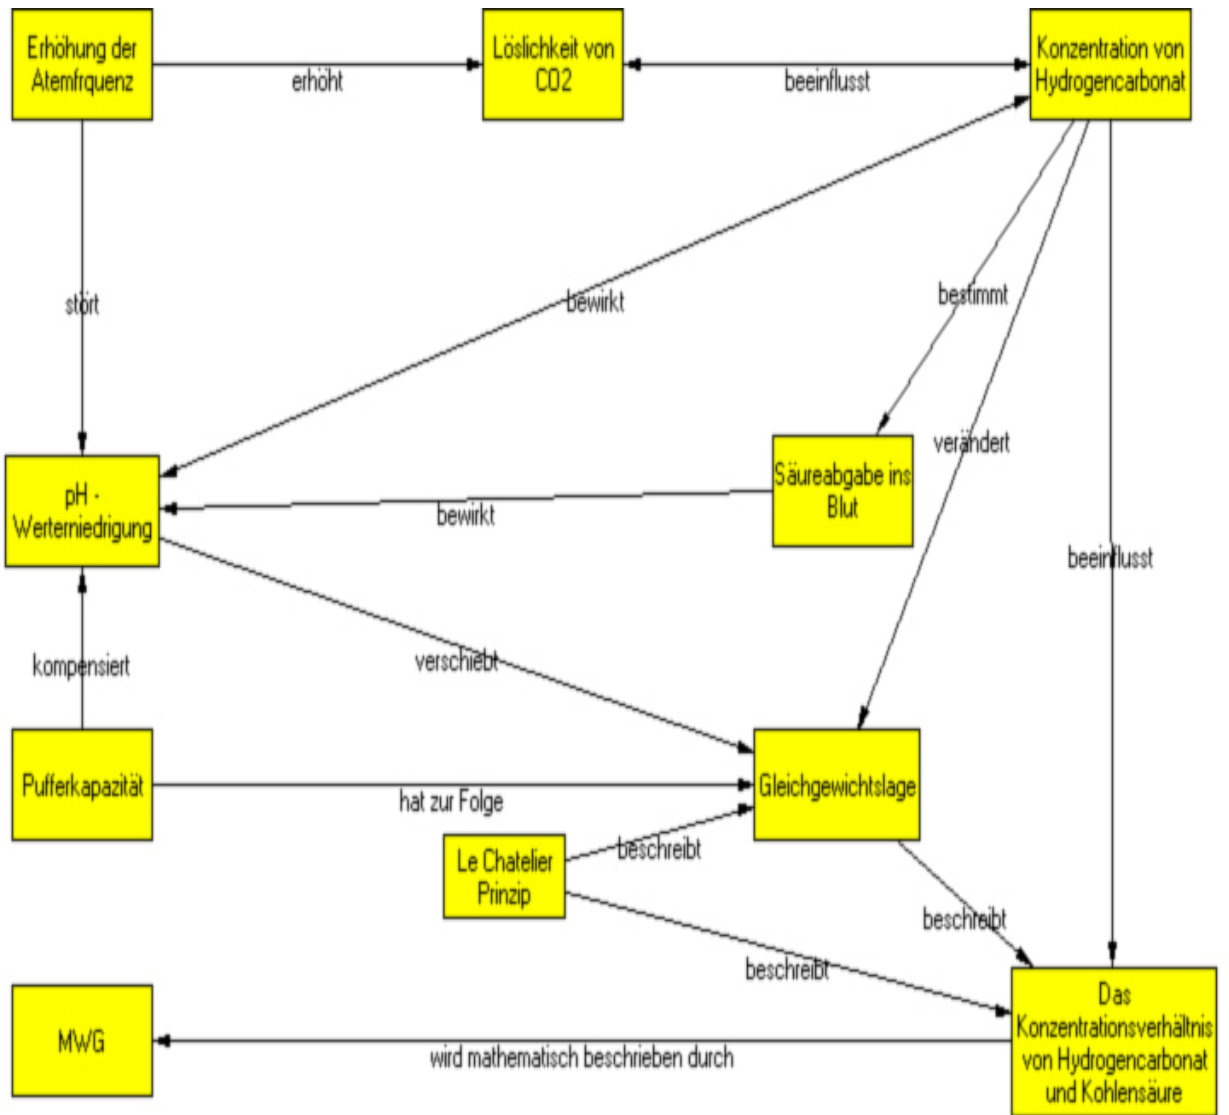 Erhöhung der
Atemfrquenz
erhöht
Löslichkeit von
CO2
beeinflusst
Konzentration von
Hydrogencarbonat
stört
bewirkt
bestimmt
verändert
Säureabgabe ins
Blut
pH -
Werterniedrigung
bewirkt
beeinflusst
kompensiert
verschiebt
Pufferkapazität
hat zur Folge
Gleichgewichtslage
Le Chatelier
Prinzip
beschreibt
beschreibt
beschreibt
MWG
wird mathematisch beschrieben durch
Das
Konzentrationsverhältnis
von Hydrogencarbonat
und Kohlensäure